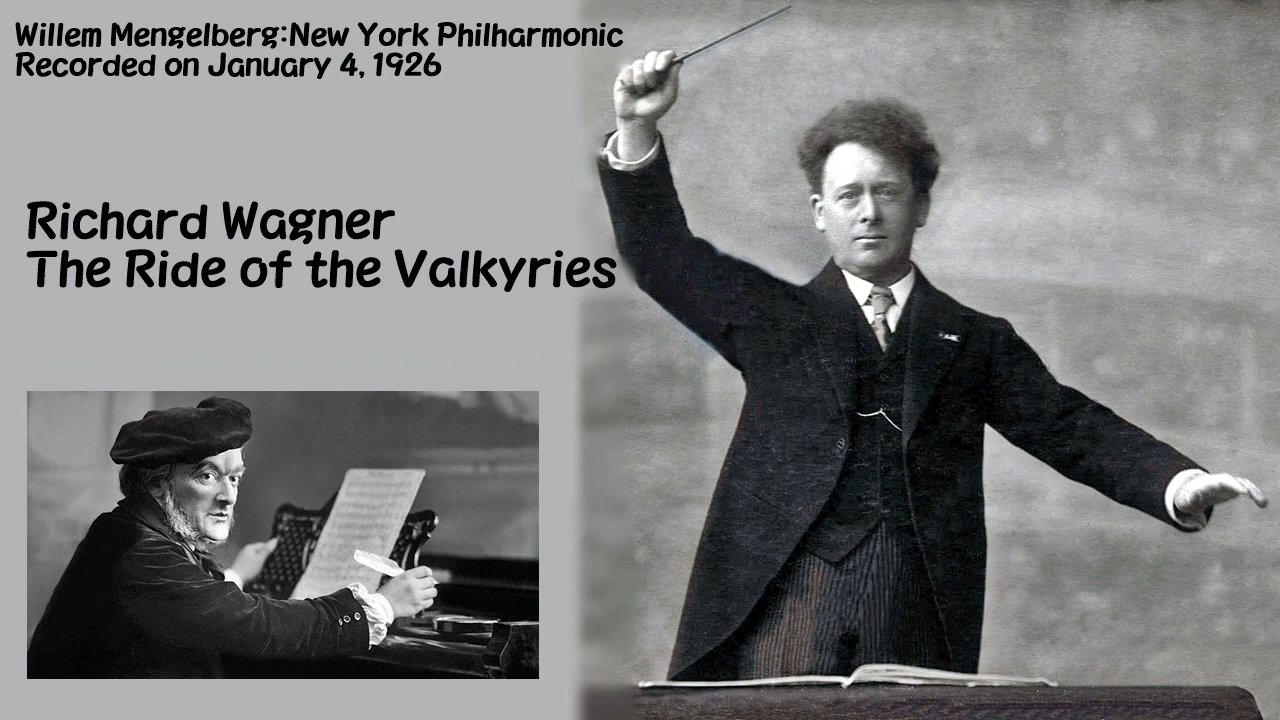 Willem Mengelberg:New York Philharmonic
Recorded on January 4, 1926
Richard Wagner
The Ride of the Valkyries